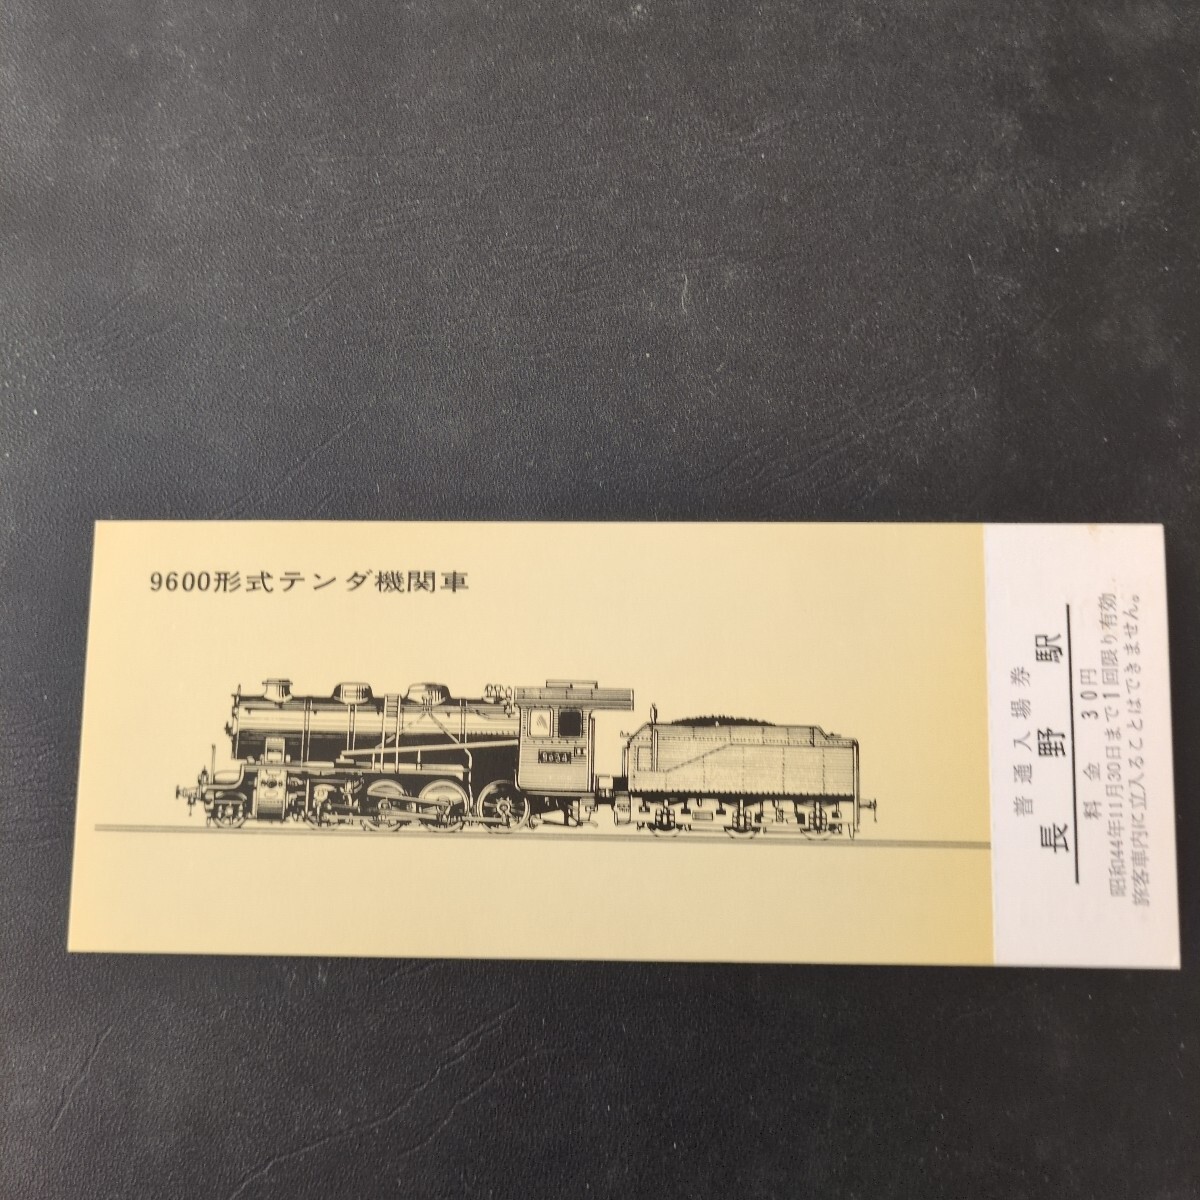 9600形式テンダ機関車
9634
普通入場券
長野駅
料金 30円
昭和44年11月30日まで1回限り有効
旅客車内に立入ることはできません。